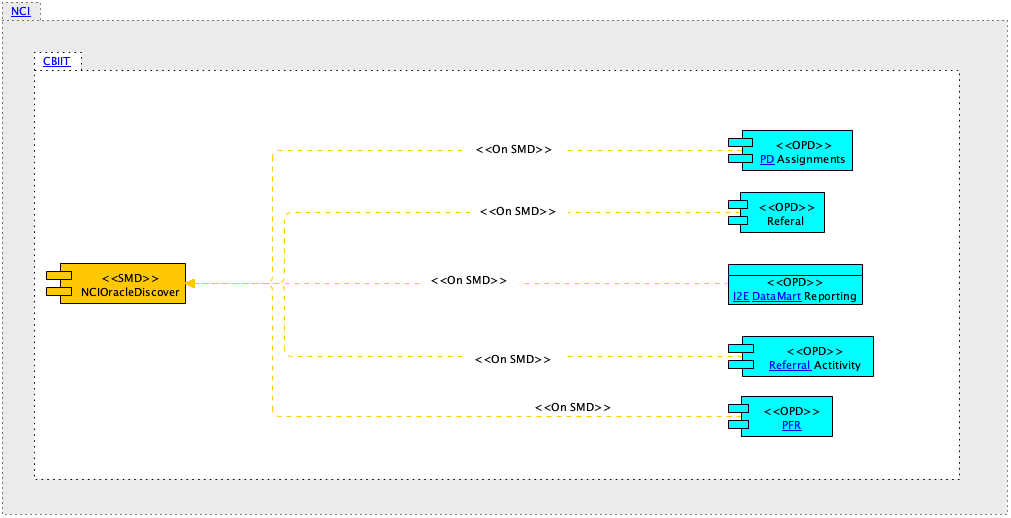 NCI
CBIIT
<<On SMD>>
<<OPD>>
PD Assignments
<<On SMD>>
<<OPD>>
Referal
<<SMD>>
NCIOracleDiscover
<<On SMD>>
<<OPD>>
I2E DataMart Reporting
<<On SMD>>
<<OPD>>
Referral Actitivity
<<On SMD>>
<<OPD>>
PFR